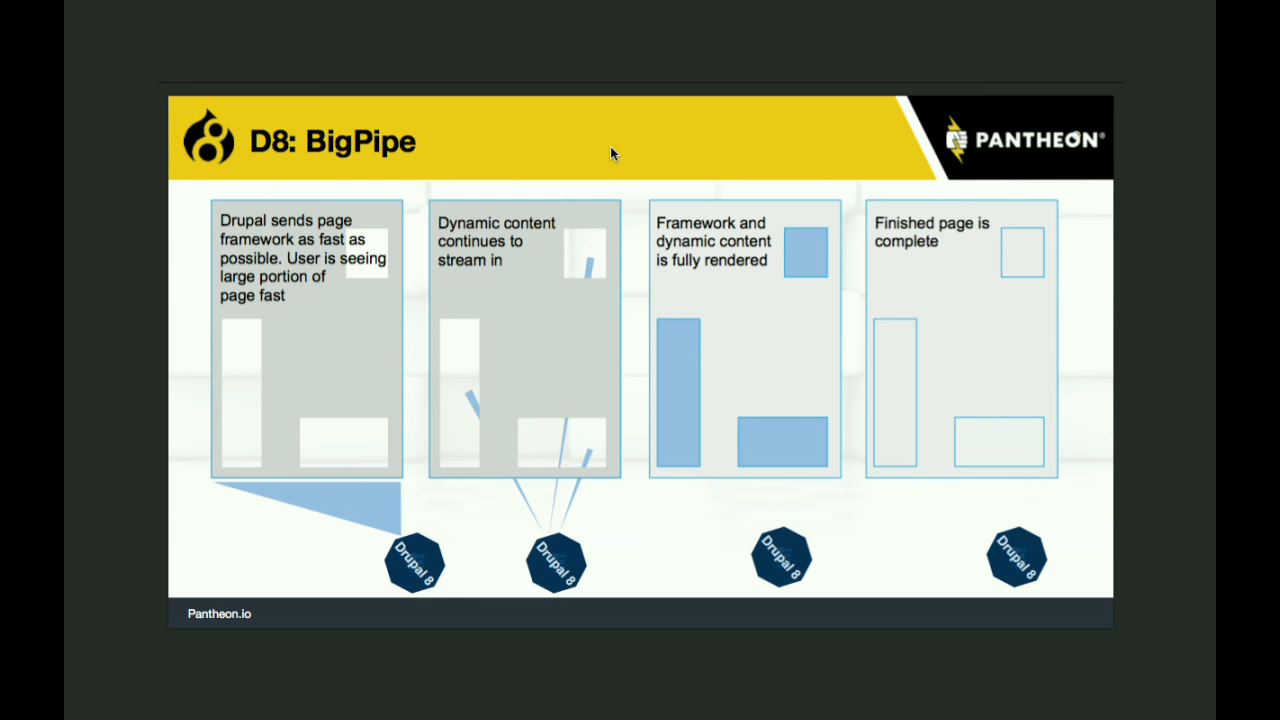 D8: BigPipe
PANTHEON®
Drupal sends page
framework as fast as
possible. User is seeing
large portion of
page fast
Dynamic content
continues to
stream in
Framework and
dynamic content
is fully rendered
Finished page is
complete
Drupal 8
Drupal 8
Drupal 8
Drupal 8
Pantheon.io